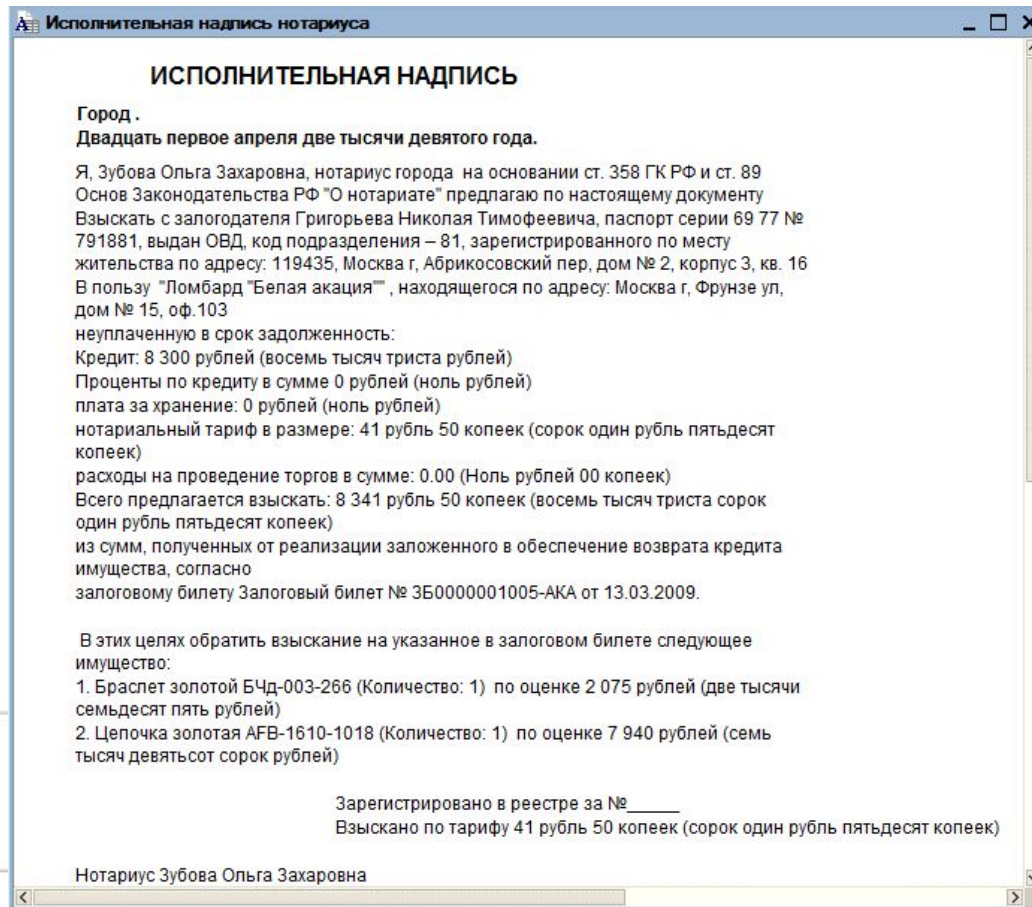 Исполнительная надпись нотариуса
ИСПОЛНИТЕЛЬНАЯ НАДПИСЬ
Город .
Двадцать первое апреля две тысячи девятого года.
Я, Зубова Ольга Захаровна, нотариус города  на основании ст. 358 ГК РФ и ст. 89
Основ Законодательства РФ "О нотариате" предлагаю по настоящему документу
Взыскать с залогодателя Григорьева Николая Тимофеевича, паспорт серии 69 77 №
791881, выдан ОВД, код подразделения – 81, зарегистрированного по месту
жительства по адресу: 119435, Москва г, Абрикосовский пер, дом № 2, корпус 3, кв. 16
В пользу  "Ломбард "Белая акация"" , находящегося по адресу: Москва г, Фрунзе ул,
дом № 15, оф.103
неуплаченную в срок задолженность:
Кредит: 8 300 рублей (восемь тысяч триста рублей)
Проценты по кредиту в сумме 0 рублей (ноль рублей)
плата за хранение: 0 рублей (ноль рублей)
нотариальный тариф в размере: 41 рубль 50 копеек (сорок один рубль пятьдесят
копеек)
расходы на проведение торгов в сумме: 0.00 (Ноль рублей 00 копеек)
Всего предлагается взыскать: 8 341 рубль 50 копеек (восемь тысяч триста сорок
один рубль пятьдесят копеек)
из сумм, полученных от реализации заложенного в обеспечение возврата кредита
имущества, согласно
залоговому билету Залоговый билет № ЗБ0000001005-АКА от 13.03.2009.
В этих целях обратить взыскание на указанное в залоговом билете следующее
имущество:
1. Браслет золотой БЧд-003-266 (Количество: 1)  по оценке 2 075 рублей (две тысячи
семьдесят пять рублей)
2. Цепочка золотая AFB-1610-1018 (Количество: 1)  по оценке 7 940 рублей (семь
тысяч девятьсот сорок рублей)
Зарегистрировано в реестре за №_____
Взыскано по тарифу 41 рубль 50 копеек (сорок один рубль пятьдесят копеек)
Нотариус Зубова Ольга Захаровна